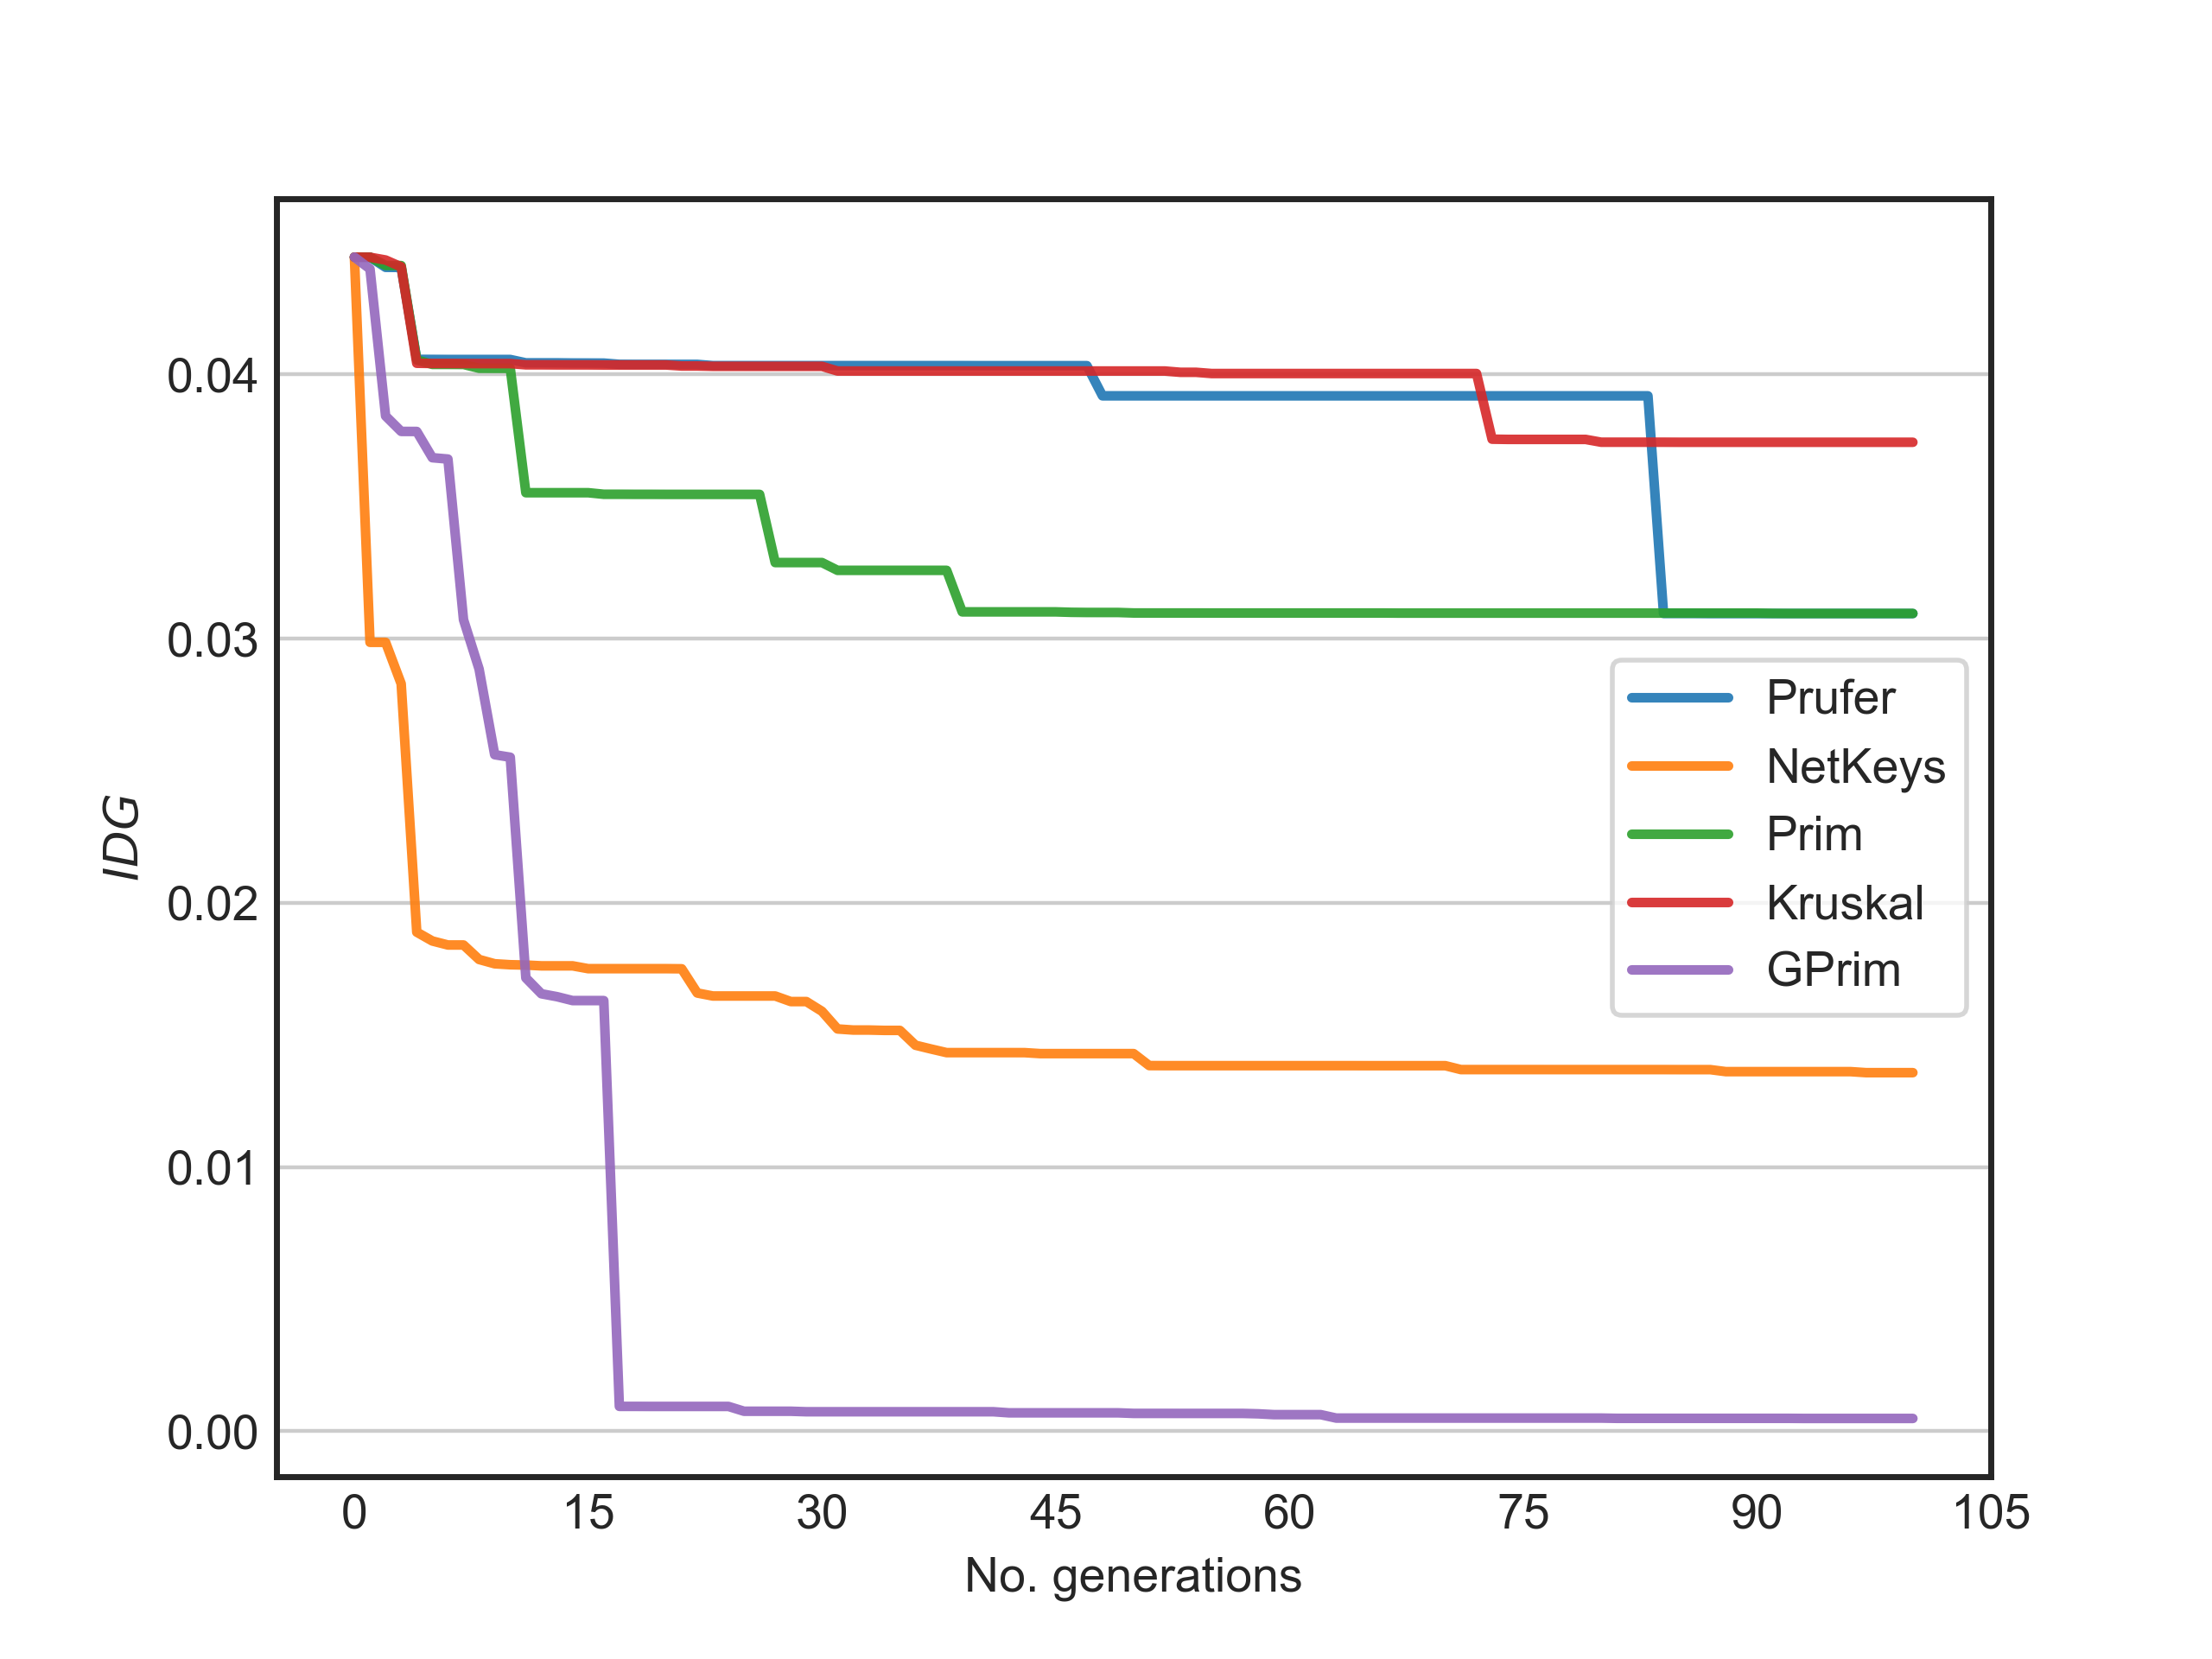 0.04
0.03
0.02
0.01
0.00
IDG
Prufer
NetKeys
Prim
Kruskal
GPrim
0 15 30 45 60 75 90 105
No. generations